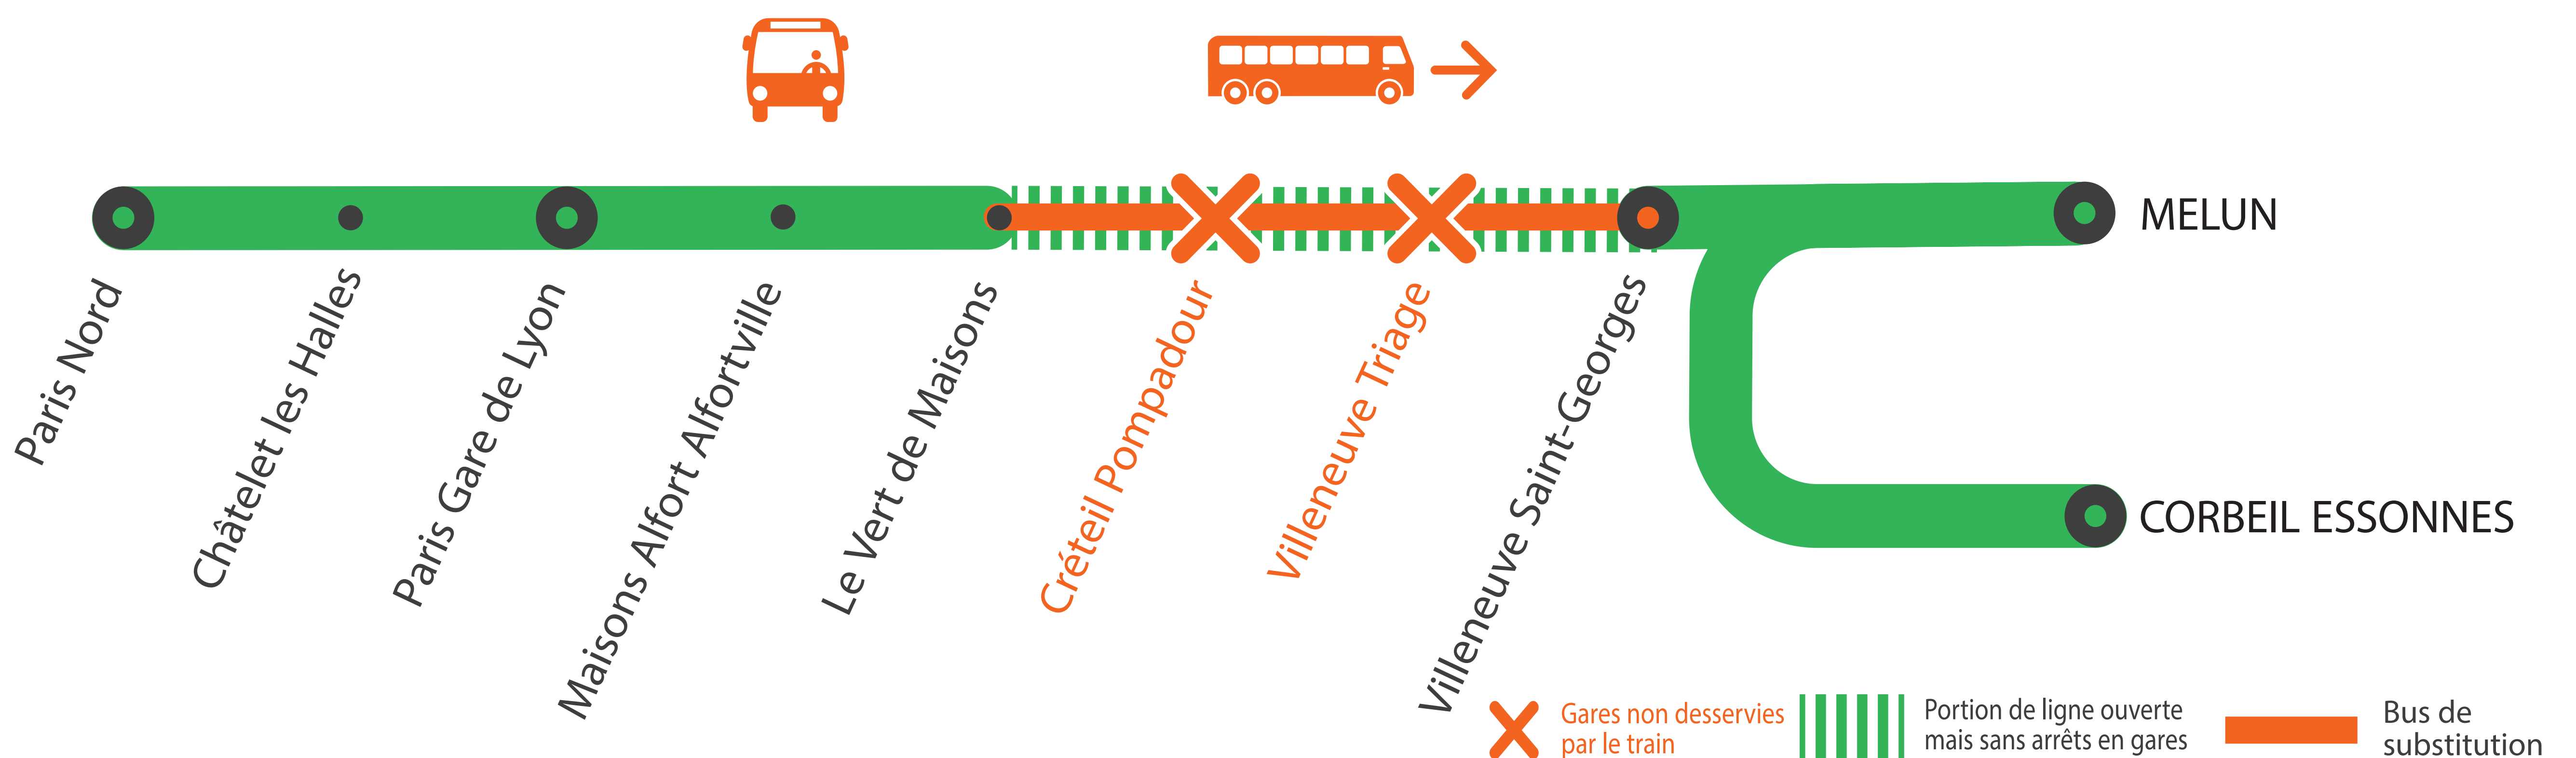 MELUN
Paris Nord
Châtelet les Halles
Paris Gare de Lyon
Maisons Alfort Alfortville
Le Vert de Maisons
Créteil Pompadour
Villeneuve Triage
Villeneuve Saint-Georges
CORBEIL ESSONNES
Gares non desservies
par le train
Portion de ligne ouverte
mais sans arrêts en gares
Bus de
substitution